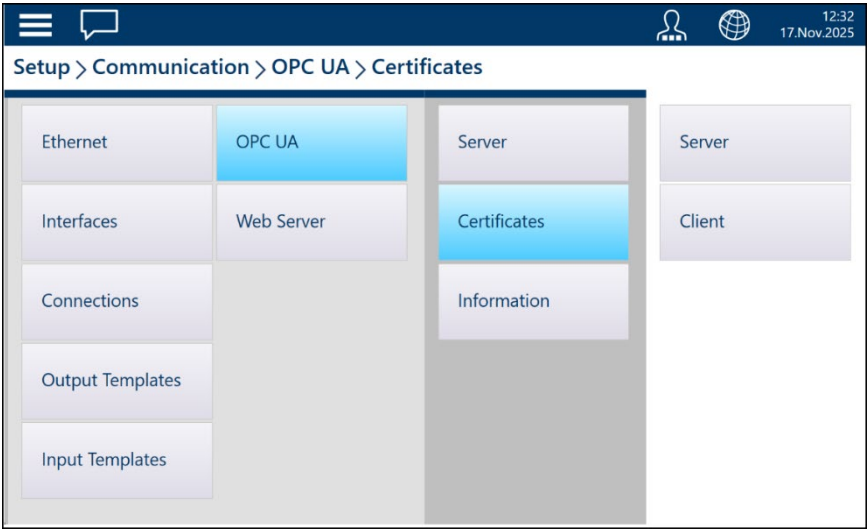 12:32
17.Nov.2025
Setup > Communication > OPC UA > Certificates
Ethernet
OPC UA
Server
Server
Interfaces
Web Server
Certificates
Client
Connections
Information
Output Templates
Input Templates